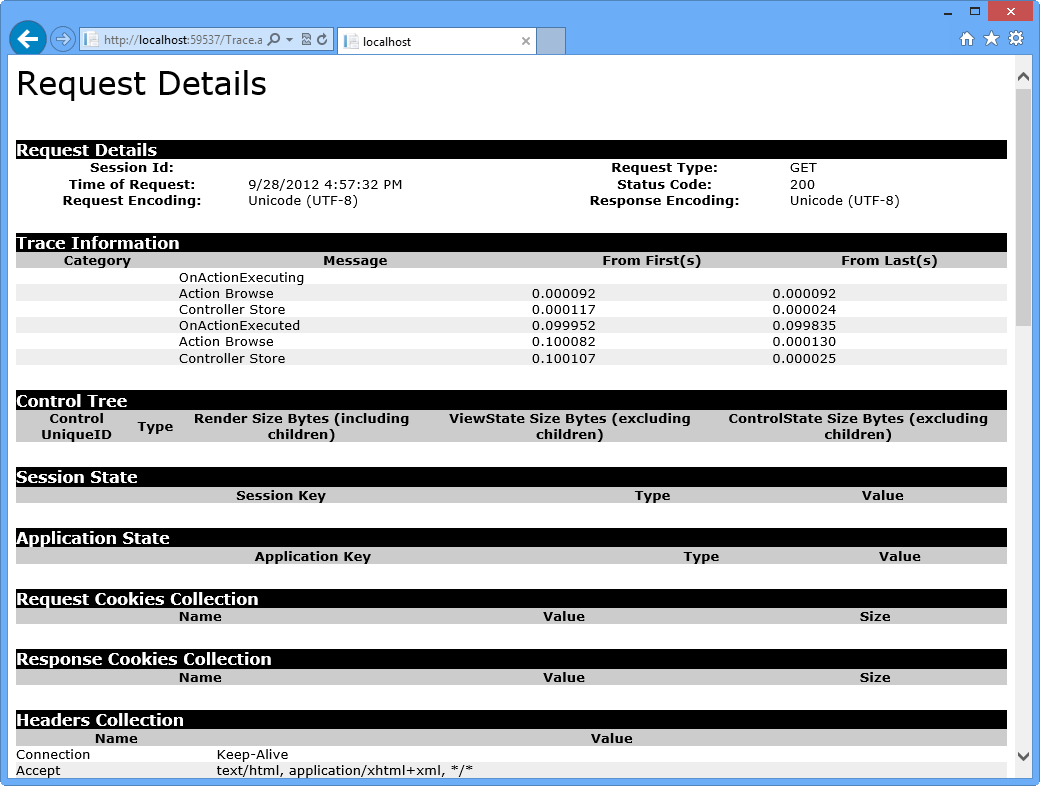 http://localhost:59537/Trace.a
localhost
Request Details
Request Details
Session Id: Request Type: GET
Time of Request: 9/28/2012 4:57:32 PM Status Code: 200
Request Encoding: Unicode (UTF-8) Response Encoding: Unicode (UTF-8)
Trace Information
Category Message From First(s) From Last(s)
OnActionExecuting
Action Browse 0.000092 0.000092
Controller Store 0.000117 0.000024
OnActionExecuted 0.099952 0.099835
Action Browse 0.100082 0.000130
Controller Store 0.100107 0.000025
Control Tree
Control UniqueID Type Render Size Bytes (including children) ViewState Size Bytes (excluding children) ControlState Size Bytes (excluding children)
Session State
Session Key Type Value
Application State
Application Key Type Value
Request Cookies Collection
Name Value Size
Response Cookies Collection
Name Value Size
Headers Collection
Name Value
Connection Keep-Alive
Accept text/html, application/xhtml+xml, */*